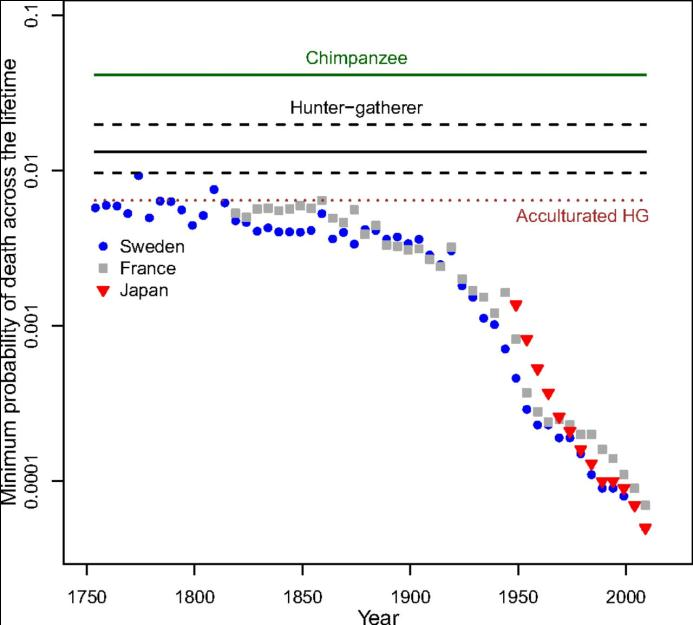 Minimum probability of death across the lifetime
0.1
0.01
0.001
0.0001
Chimpanzee
Hunter−gatherer
Acculturated HG
Sweden
France
Japan
1750 1800 1850 1900 1950 2000
Year